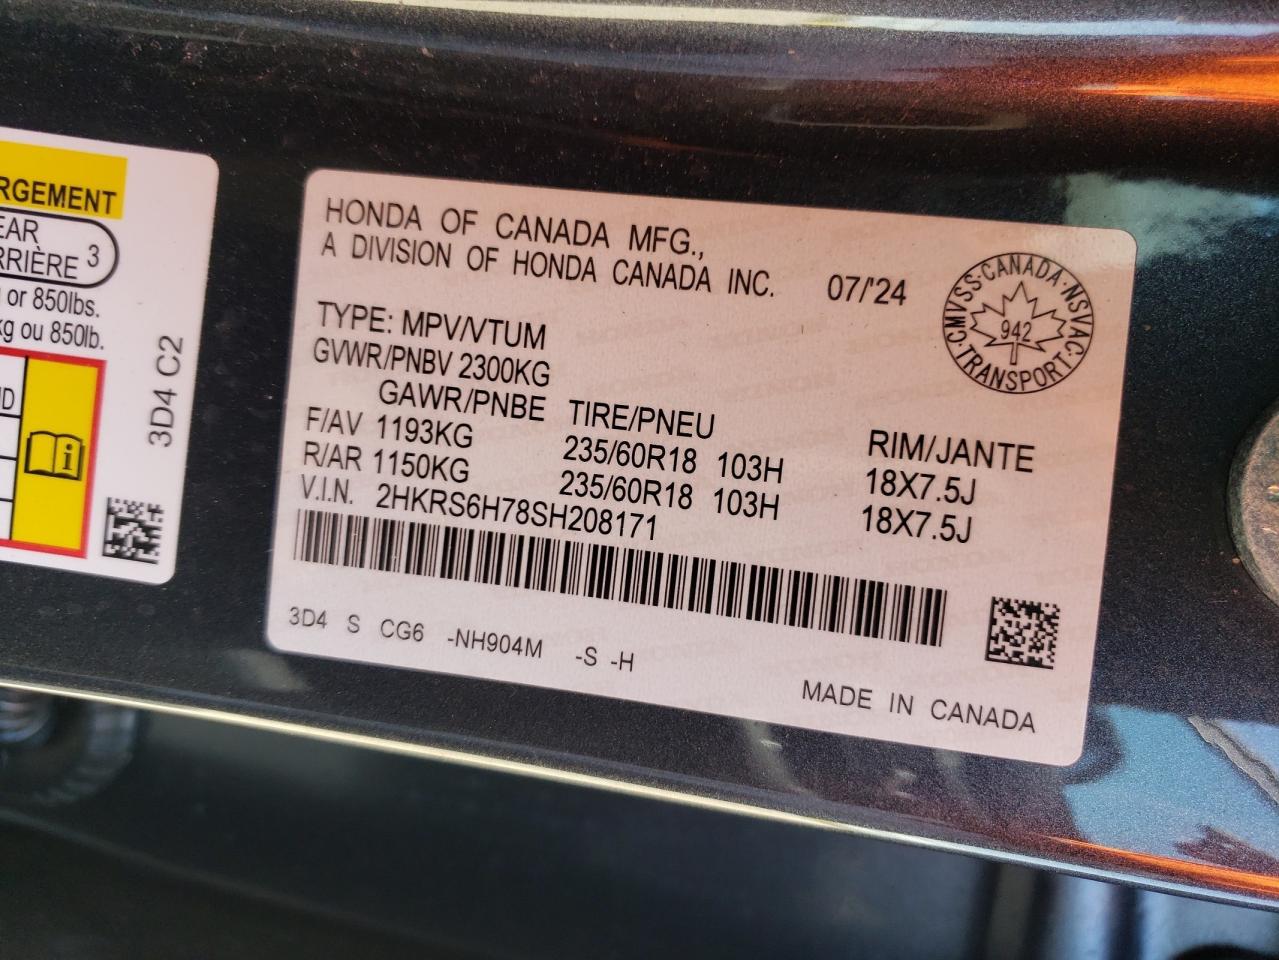 RGEMENT
EAR
RRIÈRE 3
or 850lbs.
kg ou 850lb.
3D4 C2
HONDA OF CANADA MFG.,
A DIVISION OF HONDA CANADA INC. 07/'24
CMVSS·CANADA·NSVAC·TRANSPORT·
942
TYPE: MPV/VTUM
GVWR/PNBV 2300KG
GAWR/PNBE TIRE/PNEU RIM/JANTE
F/AV 1193KG 235/60R18 103H 18X7.5J
R/AR 1150KG 235/60R18 103H 18X7.5J
V.I.N. 2HKRS6H78SH208171
3D4 S CG6 -NH904M -S -H
MADE IN CANADA